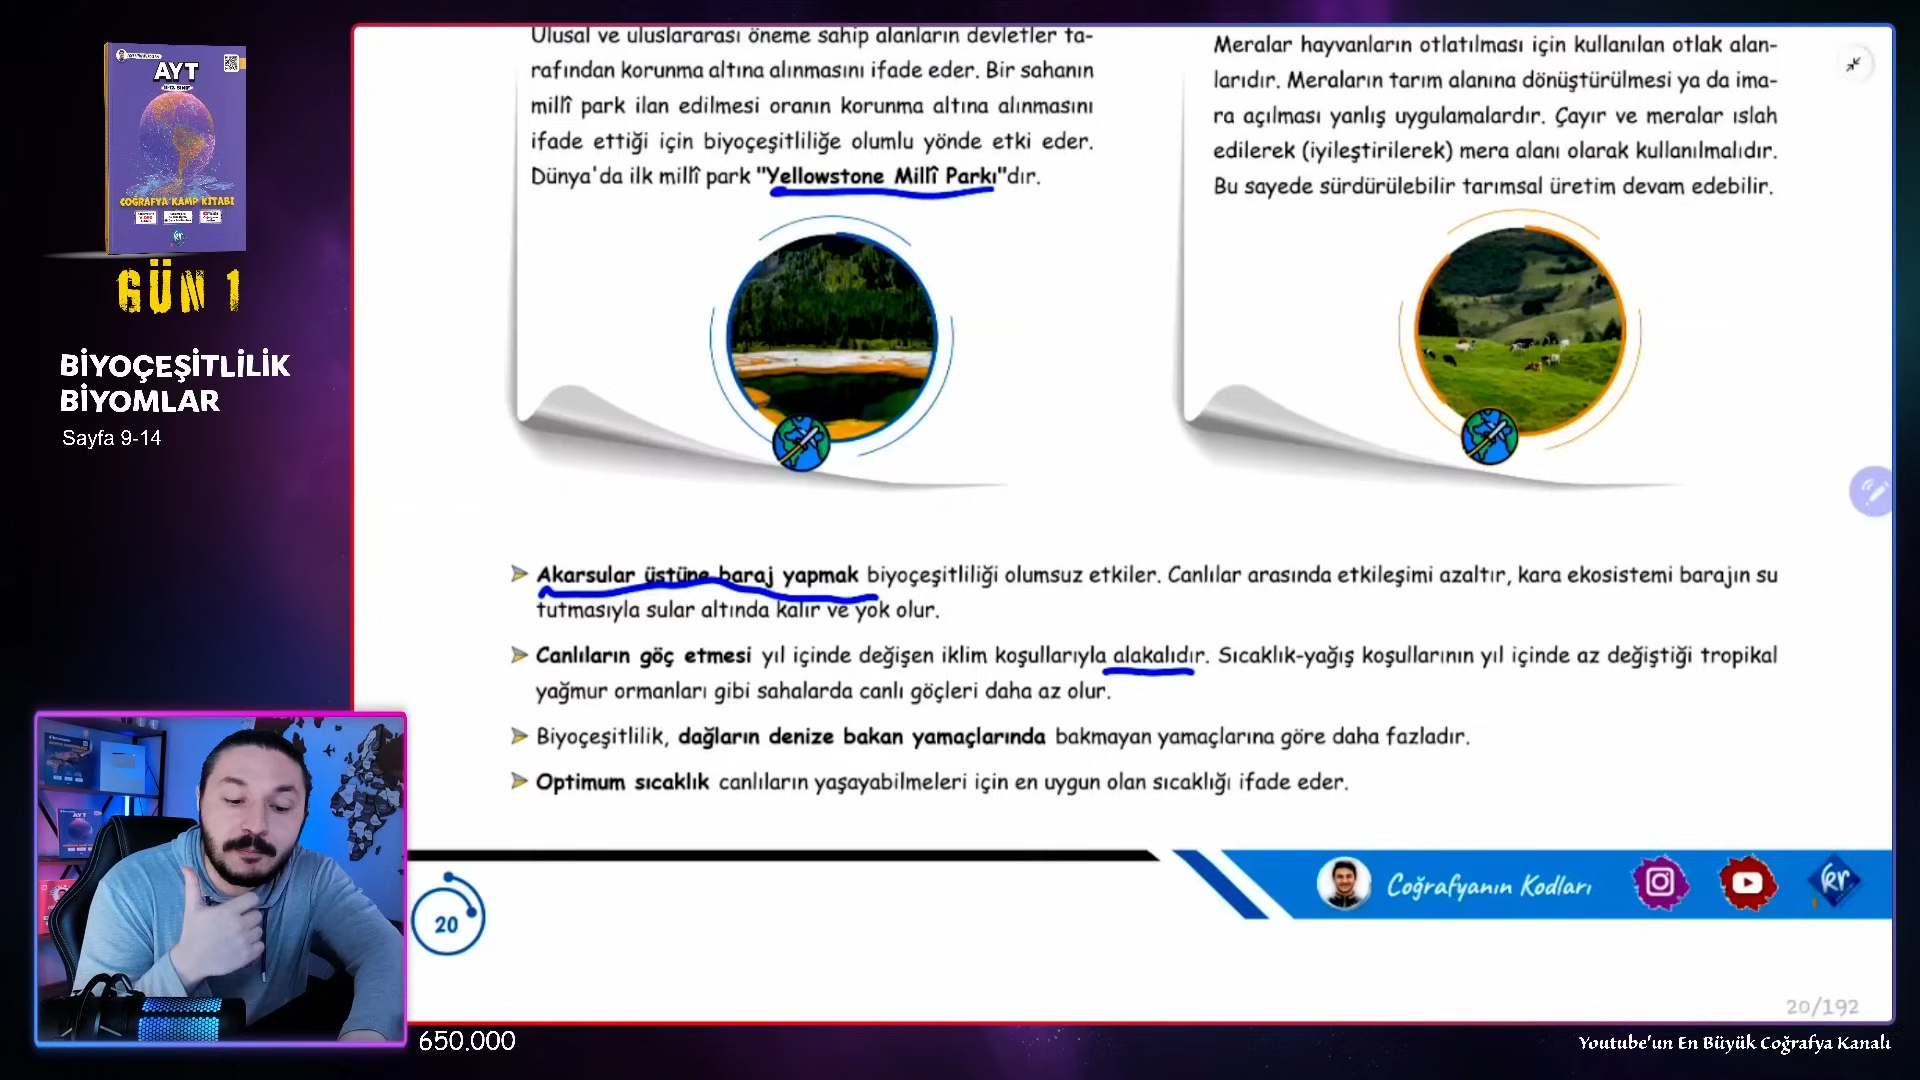 AYT
11-12. SINIF
COĞRAFYA KAMP KİTABI
GÜN 1
BİYOÇEŞİTLİLİK
BİYOMLAR
Sayfa 9-14
Ulusal ve uluslararası öneme sahip alanların devletler ta-
rafından korunma altına alınmasını ifade eder. Bir sahanın
millî park ilan edilmesi oranın korunma altına alınmasını
ifade ettiği için biyoçeşitliliğe olumlu yönde etki eder.
Dünya'da ilk millî park "Yellowstone Millî Parkı"dır.
Meralar hayvanların otlatılması için kullanılan otlak alan-
larıdır. Meraların tarım alanına dönüştürülmesi ya da ima-
ra açılması yanlış uygulamalardır. Çayır ve meralar ıslah
edilerek (iyileştirilerek) mera alanı olarak kullanılmalıdır.
Bu sayede sürdürülebilir tarımsal üretim devam edebilir.
Akarsular üstüne baraj yapmak biyoçeşitliliği olumsuz etkiler. Canlılar arasında etkileşimi azaltır, kara ekosistemi barajın su
tutmasıyla sular altında kalır ve yok olur.
Canlıların göç etmesi yıl içinde değişen iklim koşullarıyla alakalıdır. Sıcaklık-yağış koşullarının yıl içinde az değiştiği tropikal
yağmur ormanları gibi sahalarda canlı göçleri daha az olur.
Biyoçeşitlilik, dağların denize bakan yamaçlarında bakmayan yamaçlarına göre daha fazladır.
Optimum sıcaklık canlıların yaşayabilmeleri için en uygun olan sıcaklığı ifade eder.
20
Coğrafyanın Kodları
kr
20/192
AYT
650.000
Youtube'un En Büyük Coğrafya Kanalı